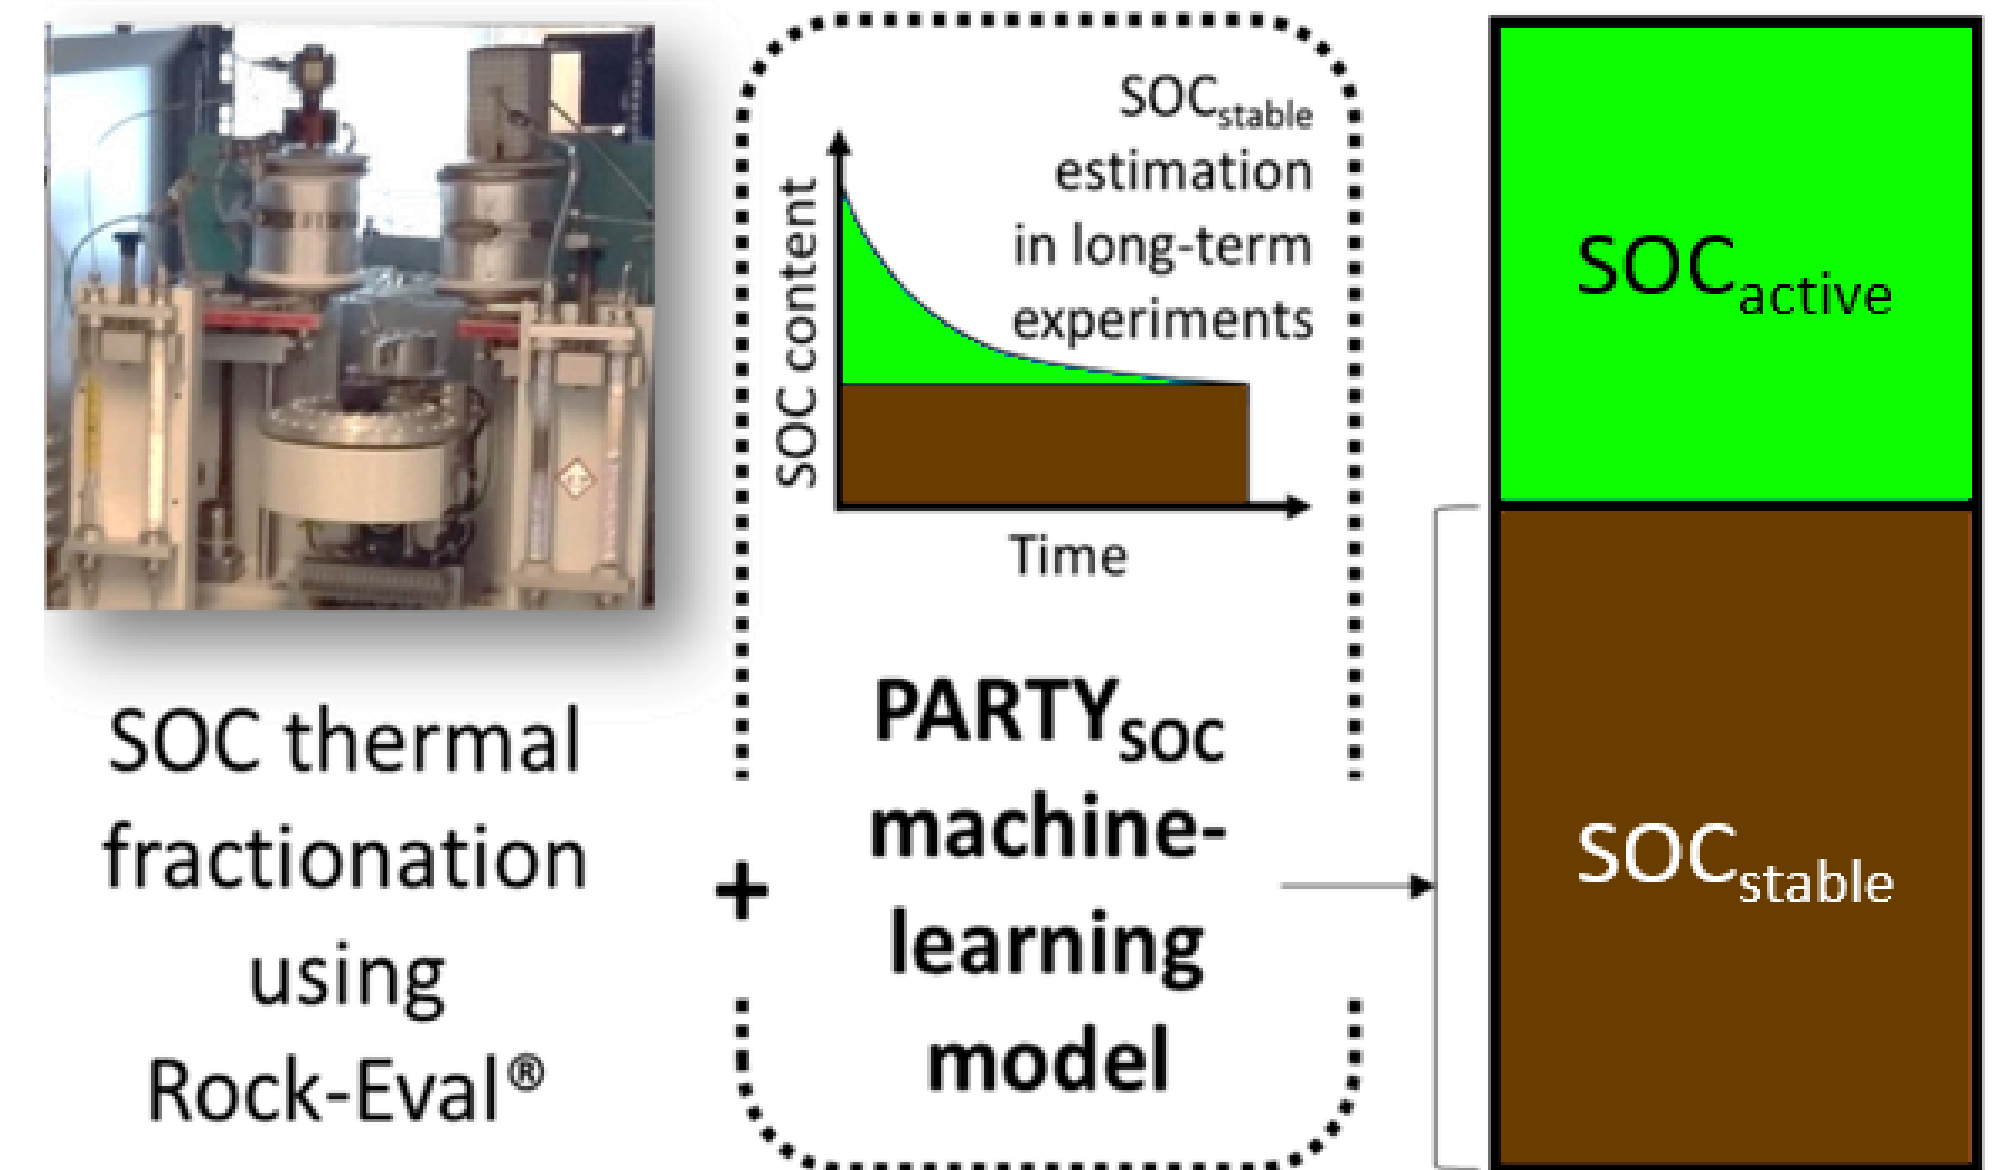 SOC thermal
fractionation
using
Rock-Eval®
+
SOCstable
estimation
in long-term
experiments
SOC content
Time
PARTYSOC
machine-
learning
model
SOCactive
SOCstable